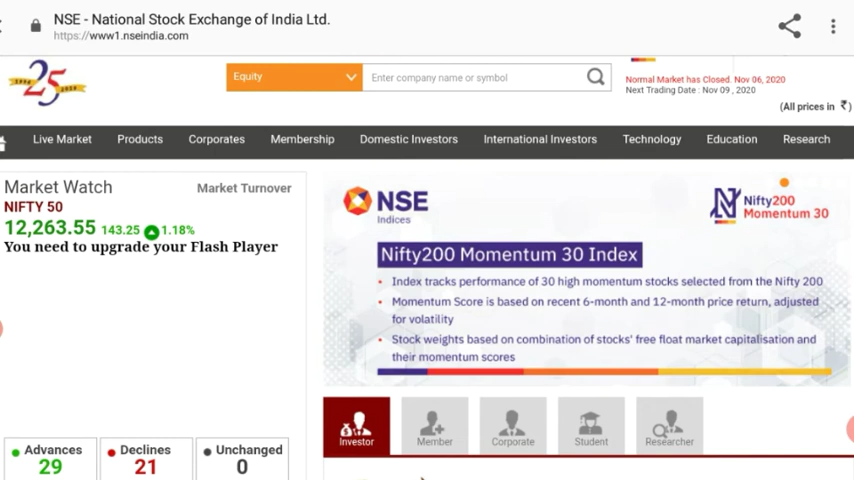 NSE - National Stock Exchange of India Ltd.
https://www1.nseindia.com
25
Equity
Enter company name or symbol
Normal Market has Closed. Nov 06, 2020
Next Trading Date : Nov 09 , 2020
(All prices in ₹)
Live Market Products Corporates Membership Domestic Investors International Investors Technology Education Research
Market Watch
Market Turnover
NIFTY 50
12,263.55 143.25 1.18%
You need to upgrade your Flash Player
Advances
29
Declines
21
Unchanged
0
NSE
Indices
Nifty200
Momentum 30
Nifty200 Momentum 30 Index
• Index tracks performance of 30 high momentum stocks selected from the Nifty 200
• Momentum Score is based on recent 6-month and 12-month price return, adjusted
for volatility
• Stock weights based on combination of stocks' free float market capitalisation and
their momentum scores
Investor
Member
Corporate
Student
Researcher